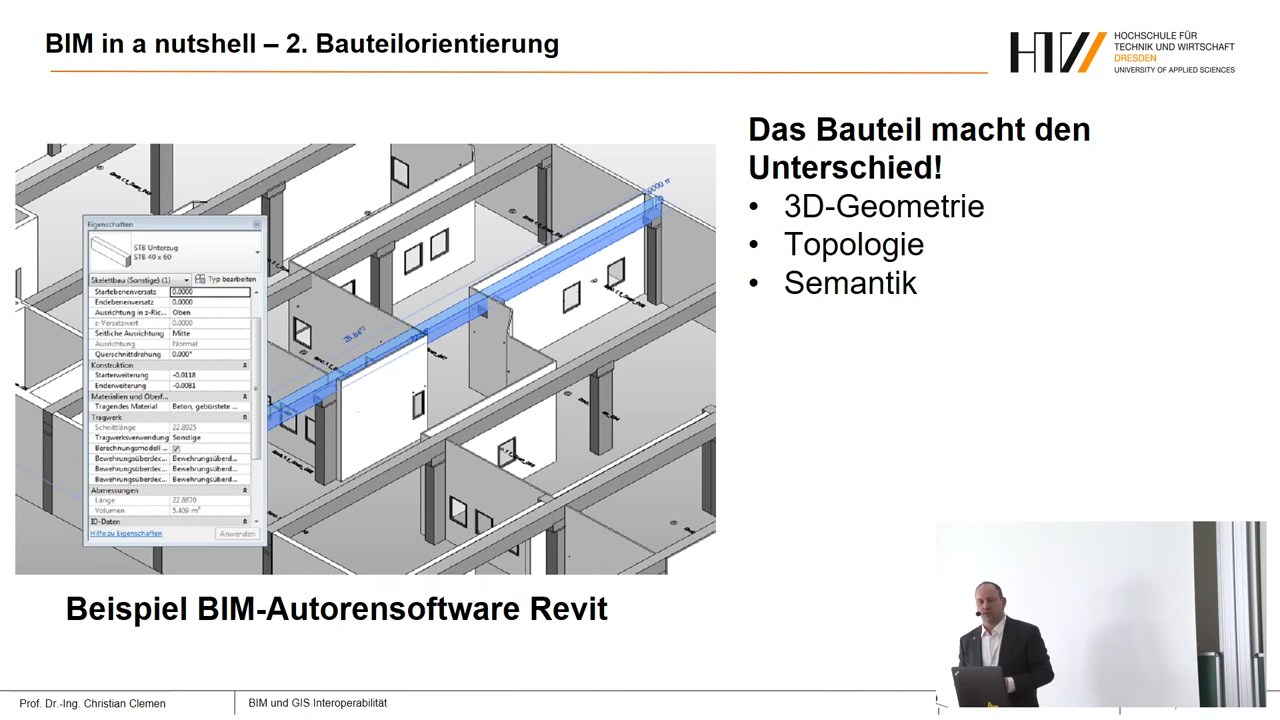 BIM in a nutshell – 2. Bauteilorientierung
HOCHSCHULE FÜR
TECHNIK UND WIRTSCHAFT
DRESDEN
UNIVERSITY OF APPLIED SCIENCES
Das Bauteil macht den
Unterschied!
• 3D-Geometrie
• Topologie
• Semantik
Eigenschaften
STB Unterzug
STB 40 x 60
Skelettbau (Sonstige) (1)
Typ bearbeiten
Startebenenversatz 0.0000
Endebenenversatz 0.0000
Ausrichtung in z-Ric... Oben
z-Versatzwert 0.0000
Seitliche Ausrichtung Mitte
Ausrichtung Normal
Querschnittdrehung 0.000°
Konstruktion
Starterweiterung -0.0118
Enderweiterung -0.0081
Materialien und Oberf...
Tragendes Material Beton, gebürstete ...
Tragwerk
Schnittlänge 22.8925
Tragwerksverwendung Sonstige
Berechnungsmodell ...
Bewehrungsüberdec... Bewehrungsüberd...
Bewehrungsüberdec... Bewehrungsüberd...
Bewehrungsüberdec... Bewehrungsüberd...
Abmessungen
Länge 22.8870
Volumen 5.409 m³
ID-Daten
Hilfe zu Eigenschaften
Anwenden
Beispiel BIM-Autorensoftware Revit
Prof. Dr.-Ing. Christian Clemen
BIM und GIS Interoperabilität